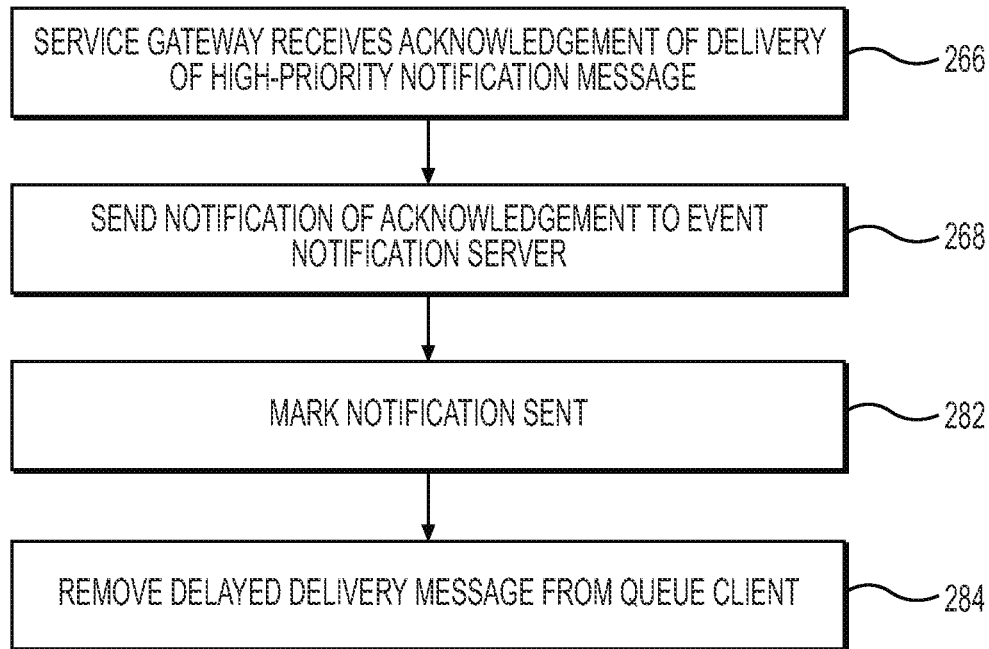 SERVICE GATEWAY RECEIVES ACKNOWLEDGEMENT OF DELIVERY
OF HIGH-PRIORITY NOTIFICATION MESSAGE
266
SEND NOTIFICATION OF ACKNOWLEDGEMENT TO EVENT
NOTIFICATION SERVER
268
MARK NOTIFICATION SENT
282
REMOVE DELAYED DELIVERY MESSAGE FROM QUEUE CLIENT
284